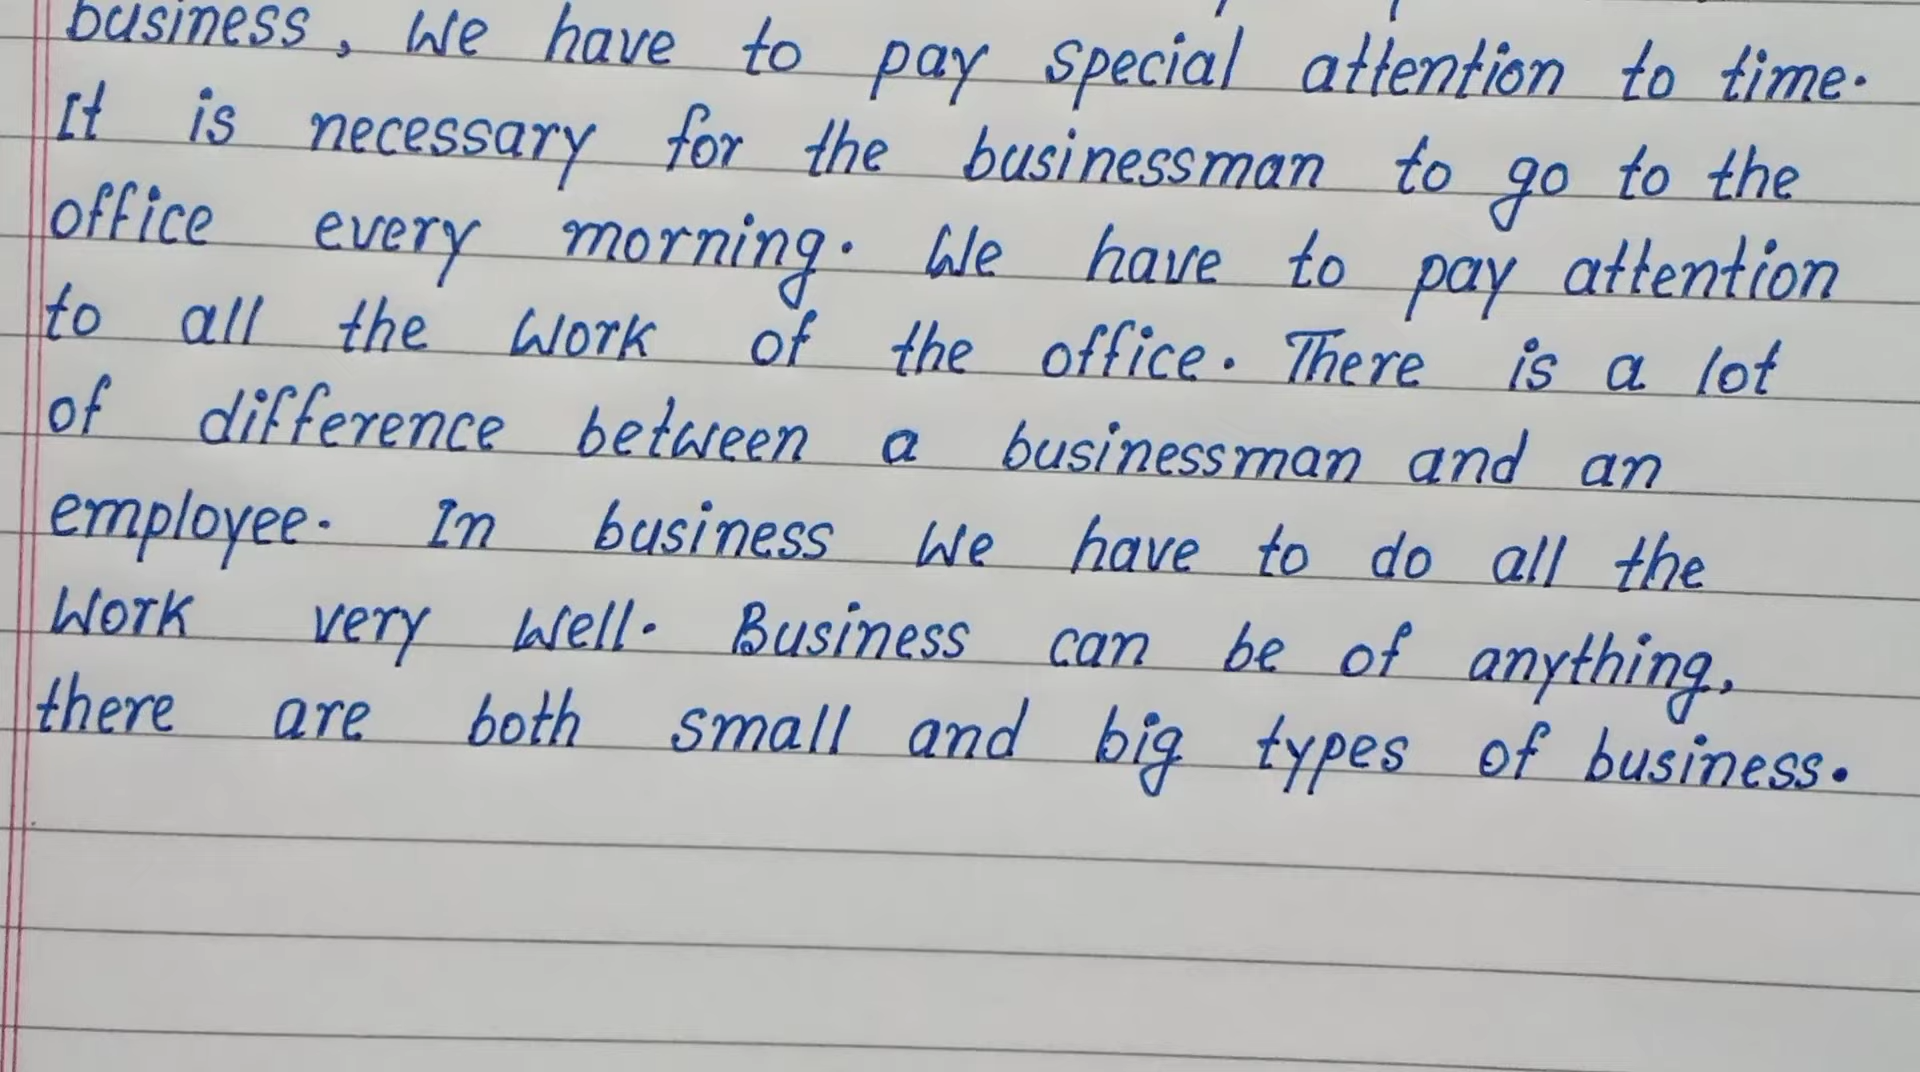 business, We have to pay special attention to time.
It is necessary for the businessman to go to the
office every morning. We have to pay attention
to all the work of the office. There is a lot
of difference between a businessman and an
employee. In business we have to do all the
work very well. Business can be of anything,
there are both small and big types of business.